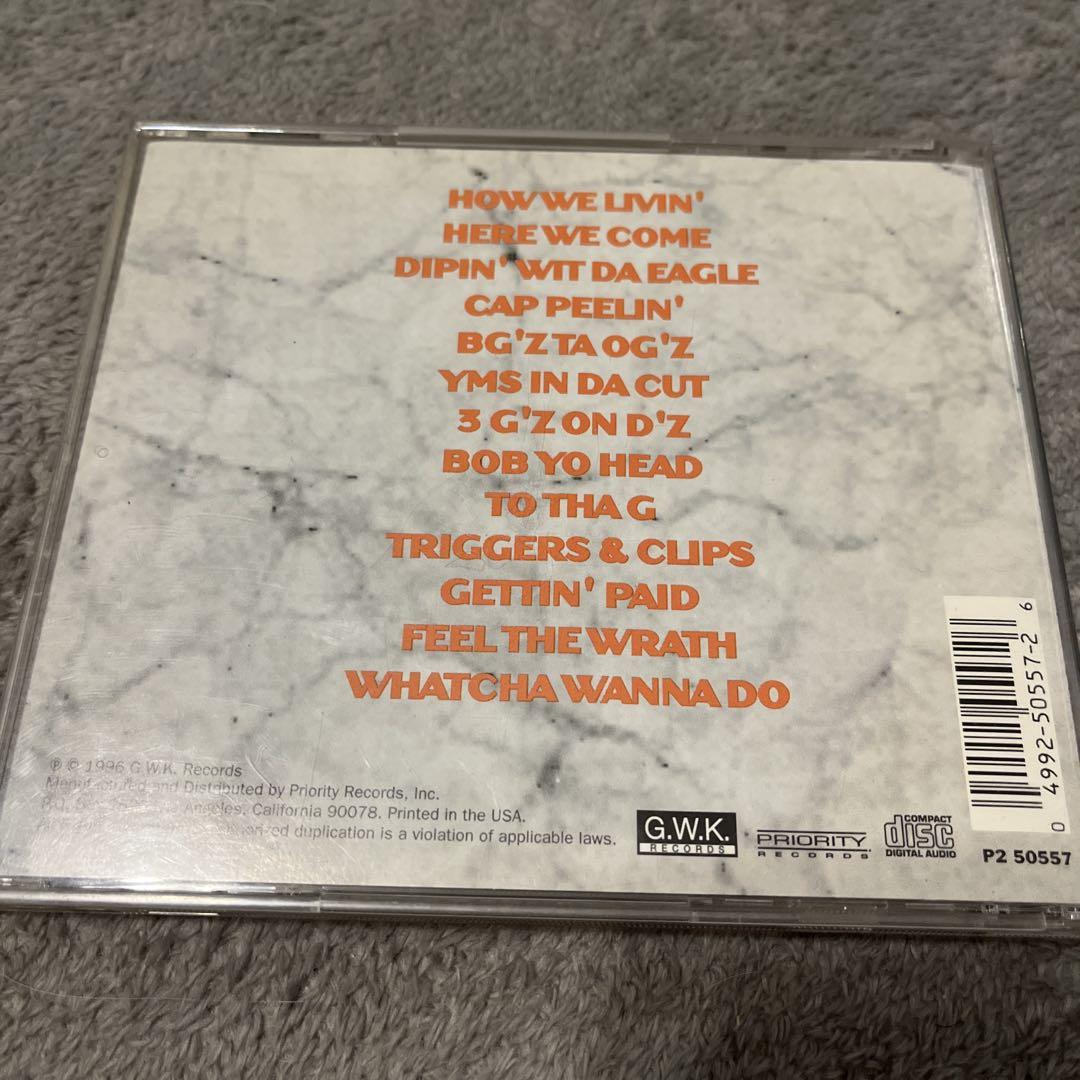 HOW WE LIVIN'
HERE WE COME
DIPIN' WIT DA EAGLE
CAP PEELIN'
BG'Z TA OG'Z
YMS IN DA CUT
3 G'Z ON D'Z
BOB YO HEAD
TO THA G
TRIGGERS & CLIPS
GETTIN' PAID
FEEL THE WRATH
WHATCHA WANNA DO
℗ © 1996 G.W.K. Records
Manufactured and Distributed by Priority Records, Inc.
Angeles, California 90078. Printed in the USA.
duplication is a violation of applicable laws.
G.W.K.
RECORDS
PRIORITY
RECORDS
COMPACT
disc
DIGITAL AUDIO
0 4992-50557-2 6
P2 50557